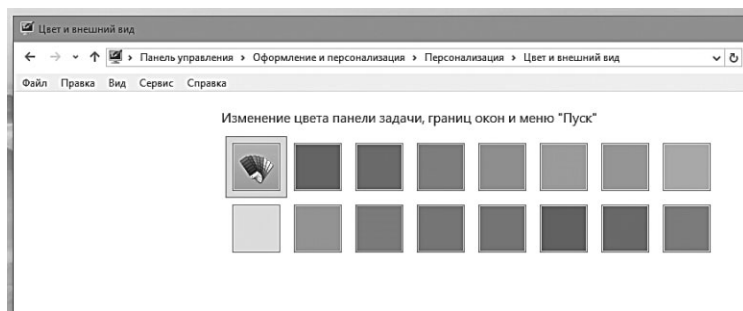 Цвет и внешний вид
Панель управления › Оформление и персонализация › Персонализация › Цвет и внешний вид
Файл Правка Вид Сервис Справка
Изменение цвета панели задачи, границ окон и меню "Пуск"